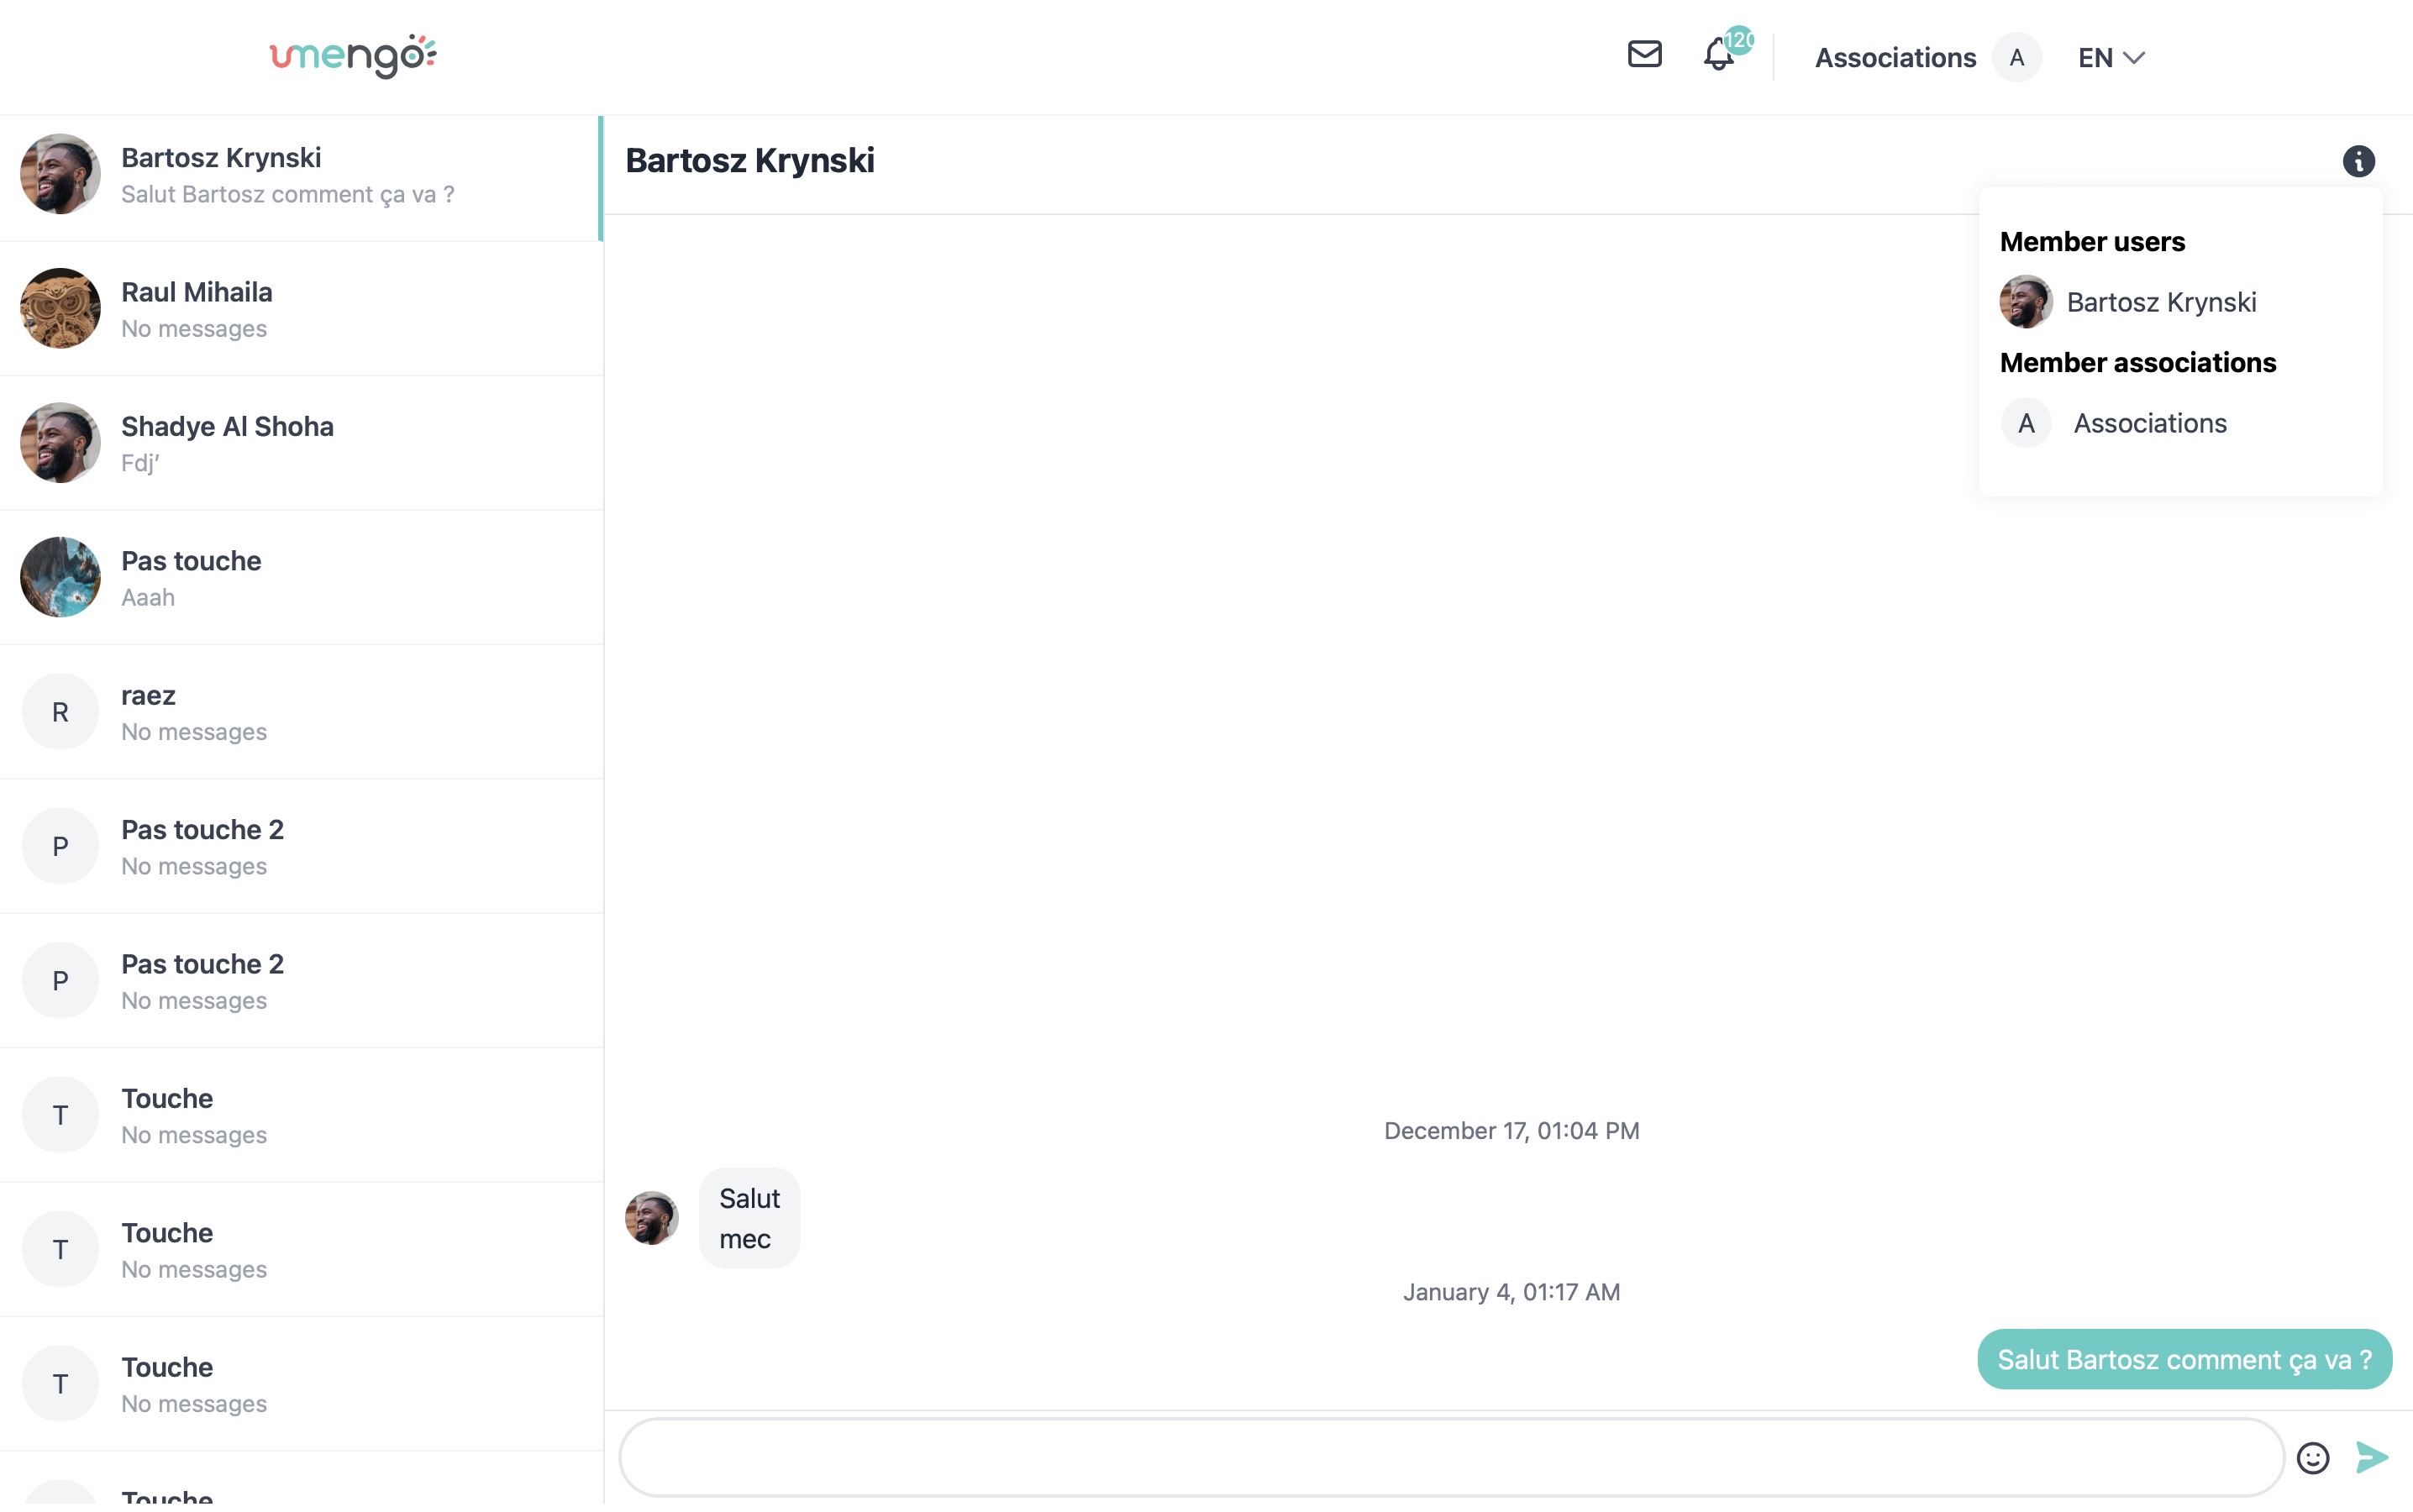 umengo
120
Associations
A
EN
Bartosz Krynski
Salut Bartosz comment ça va ?
Raul Mihaila
No messages
Shadye Al Shoha
Fdj’
Pas touche
Aaah
R
raez
No messages
P
Pas touche 2
No messages
P
Pas touche 2
No messages
T
Touche
No messages
T
Touche
No messages
T
Touche
No messages
Touche
Bartosz Krynski
Member users
Bartosz Krynski
Member associations
A
Associations
December 17, 01:04 PM
Salut
mec
January 4, 01:17 AM
Salut Bartosz comment ça va ?